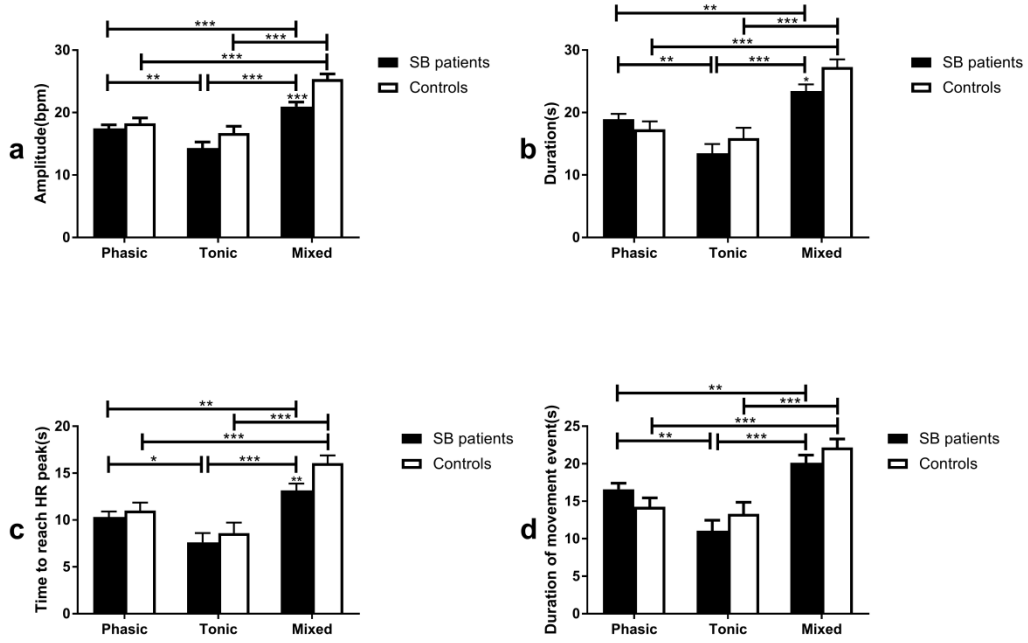 a
Amplitude(bpm)
30
20
10
0
***
***
***
** ***
***
Phasic Tonic Mixed
SB patients
Controls
b
Duration(s)
30
20
10
0
**
***
***
** ***
*
Phasic Tonic Mixed
SB patients
Controls
c
Time to reach HR peak(s)
20
15
10
5
0
**
***
***
* ***
**
Phasic Tonic Mixed
SB patients
Controls
d
Duration of movement event(s)
25
20
15
10
5
0
**
***
***
** ***
Phasic Tonic Mixed
SB patients
Controls